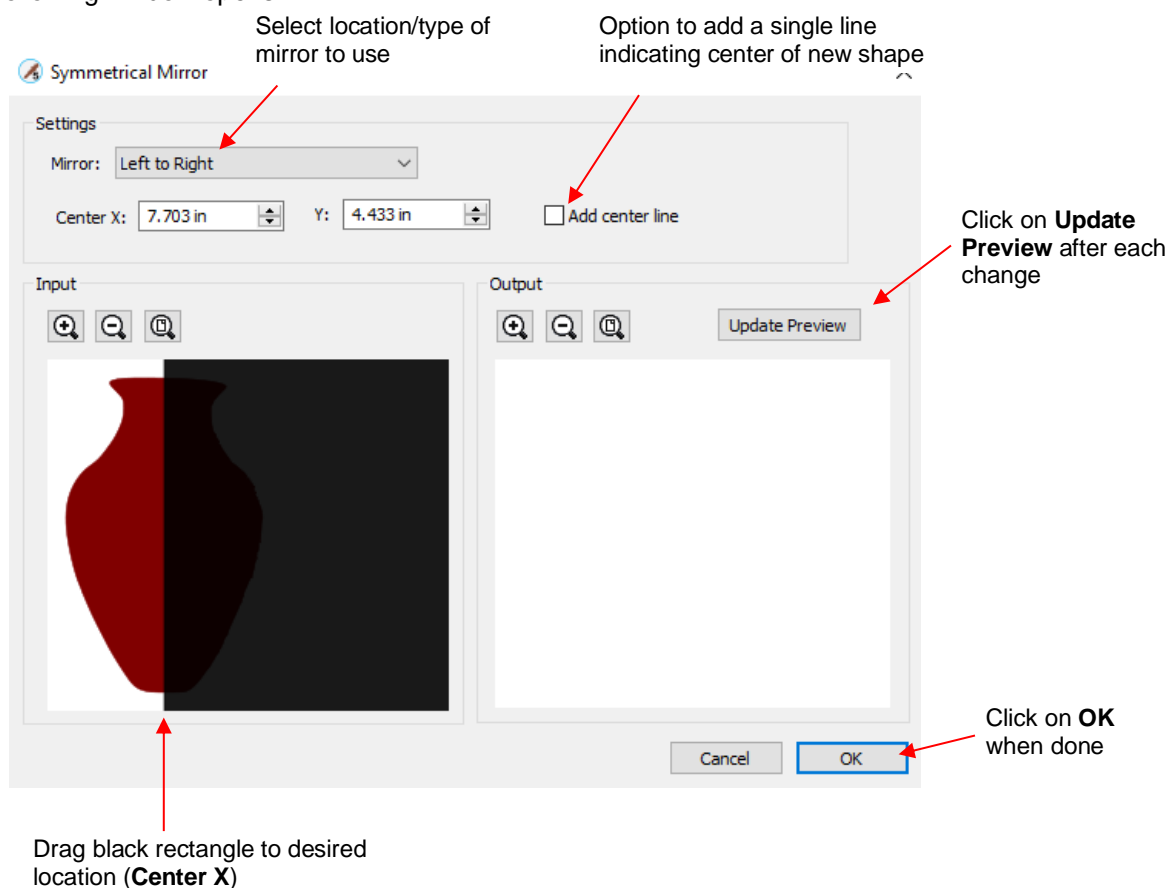 Select location/type of
mirror to use
Option to add a single line
indicating center of new shape
Symmetrical Mirror
Settings
Mirror: Left to Right
Center X: 7.703 in Y: 4.433 in Add center line
Click on Update
Preview after each
change
Input
Output
Update Preview
Cancel OK
Click on OK
when done
Drag black rectangle to desired
location (Center X)